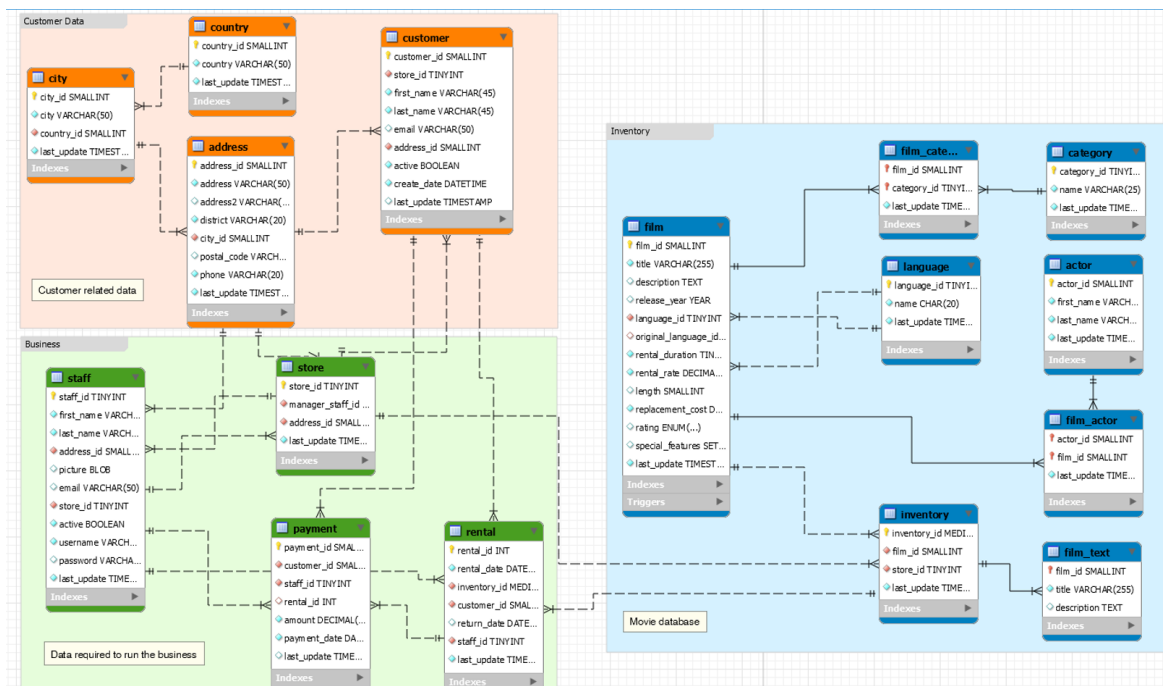 Customer Data
country
country_id SMALLINT
country VARCHAR(50)
last_update TIMEST...
Indexes
city
city_id SMALLINT
city VARCHAR(50)
country_id SMALLINT
last_update TIMEST...
Indexes
address
address_id SMALLINT
address VARCHAR(50)
address2 VARCHAR(...
district VARCHAR(20)
city_id SMALLINT
postal_code VARCH...
phone VARCHAR(20)
last_update TIMEST...
Indexes
customer
customer_id SMALLINT
store_id TINYINT
first_name VARCHAR(45)
last_name VARCHAR(45)
email VARCHAR(50)
address_id SMALLINT
active BOOLEAN
create_date DATETIME
last_update TIMESTAMP
Indexes
Customer related data
Business
staff
staff_id TINYINT
first_name VARCH...
last_name VARCH...
address_id SMALL...
picture BLOB
email VARCHAR(50)
store_id TINYINT
active BOOLEAN
username VARCH...
password VARCHA...
last_update TIME...
Indexes
store
store_id TINYINT
manager_staff_id ...
address_id SMALL...
last_update TIME...
Indexes
payment
payment_id SMAL...
customer_id SMAL...
staff_id TINYINT
rental_id INT
amount DECIMAL(...
payment_date DA...
last_update TIME...
Indexes
rental
rental_id INT
rental_date DATE...
inventory_id MEDI...
customer_id SMAL...
return_date DATE...
staff_id TINYINT
last_update TIME...
Indexes
Data required to run the business
Inventory
film
film_id SMALLINT
title VARCHAR(255)
description TEXT
release_year YEAR
language_id TINYINT
original_language_id...
rental_duration TIN...
rental_rate DECIMA...
length SMALLINT
replacement_cost D...
rating ENUM(...)
special_features SET...
last_update TIMEST...
Indexes
Triggers
film_cate...
film_id SMALLINT
category_id TINYI...
last_update TIME...
Indexes
category
category_id TINYI...
name VARCHAR(25)
last_update TIME...
Indexes
language
language_id TINYI...
name CHAR(20)
last_update TIME...
Indexes
actor
actor_id SMALLINT
first_name VARCH...
last_name VARCH...
last_update TIME...
Indexes
film_actor
actor_id SMALLINT
film_id SMALLINT
last_update TIME...
Indexes
inventory
inventory_id MEDI...
film_id SMALLINT
store_id TINYINT
last_update TIME...
Indexes
film_text
film_id SMALLINT
title VARCHAR(255)
description TEXT
Indexes
Movie database